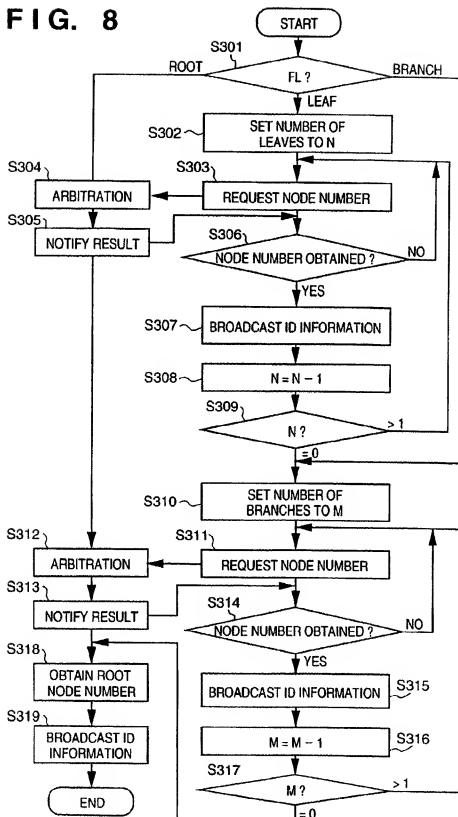 FIG. 8
START
S301
ROOT
FL ?
BRANCH
LEAF
S302
SET NUMBER OF
LEAVES TO N
S304
S303
ARBITRATION
REQUEST NODE NUMBER
S305
NOTIFY RESULT
S306
NODE NUMBER OBTAINED ?
NO
YES
S307
BROADCAST ID INFORMATION
S308
N = N − 1
S309
N ?
> 1
= 0
S310
SET NUMBER OF
BRANCHES TO M
S312
S311
ARBITRATION
REQUEST NODE NUMBER
S313
NOTIFY RESULT
S314
NODE NUMBER OBTAINED ?
NO
YES
S318
OBTAIN ROOT
NODE NUMBER
BROADCAST ID INFORMATION
S315
S319
BROADCAST ID
INFORMATION
M = M − 1
S316
S317
M ?
> 1
= 0
END